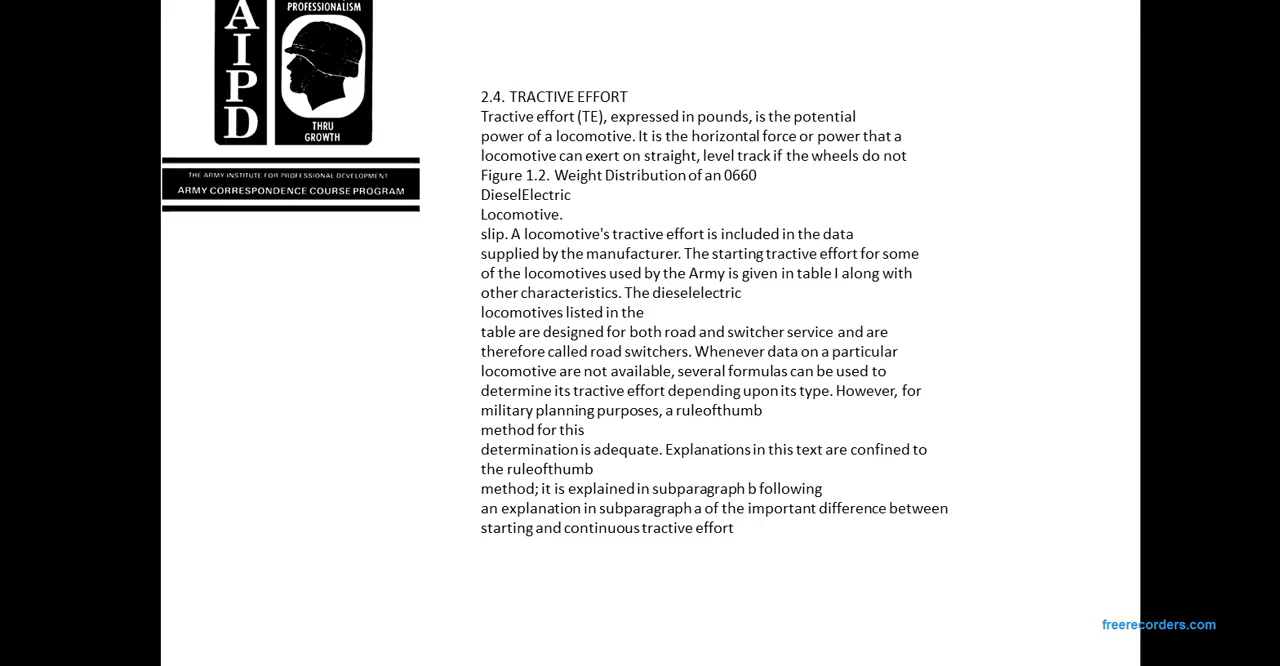 AIPD
PROFESSIONALISM
THRU
GROWTH
THE ARMY INSTITUTE FOR PROFESSIONAL DEVELOPMENT
ARMY CORRESPONDENCE COURSE PROGRAM
2.4. TRACTIVE EFFORT
Tractive effort (TE), expressed in pounds, is the potential
power of a locomotive. It is the horizontal force or power that a
locomotive can exert on straight, level track if the wheels do not
Figure 1.2. Weight Distribution of an 0660
DieselElectric
Locomotive.
slip. A locomotive's tractive effort is included in the data
supplied by the manufacturer. The starting tractive effort for some
of the locomotives used by the Army is given in table I along with
other characteristics. The dieselelectric
locomotives listed in the
table are designed for both road and switcher service and are
therefore called road switchers. Whenever data on a particular
locomotive are not available, several formulas can be used to
determine its tractive effort depending upon its type. However, for
military planning purposes, a ruleofthumb
method for this
determination is adequate. Explanations in this text are confined to
the ruleofthumb
method; it is explained in subparagraph b following
an explanation in subparagraph a of the important difference between
starting and continuous tractive effort
freerecorders.com